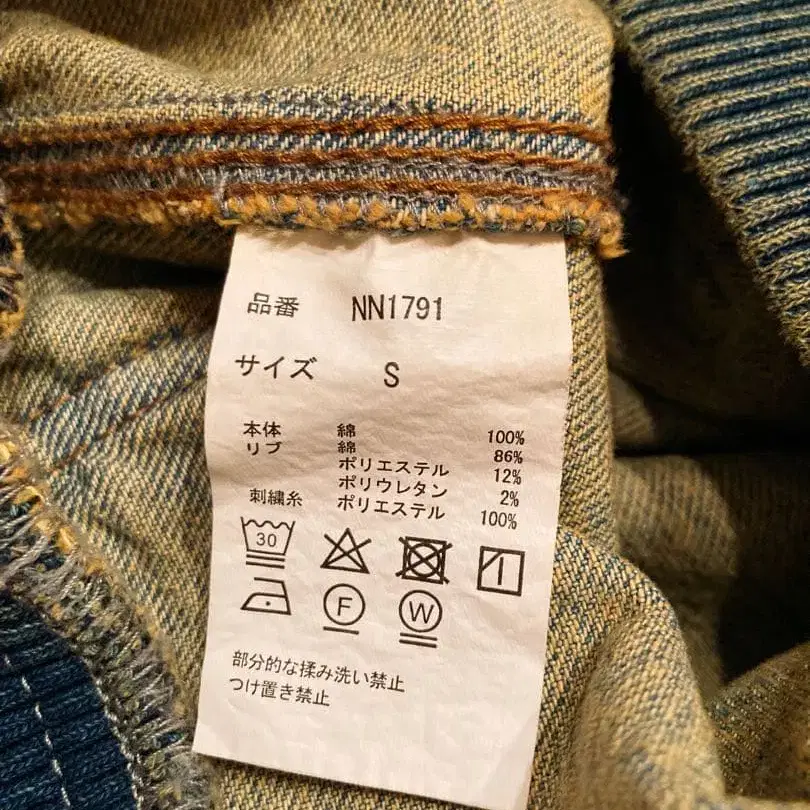 品番 NN1791
サイズ S
本体 綿 100%
リブ 綿 86%
ポリエステル 12%
ポリウレタン 2%
刺繍糸 ポリエステル 100%
30
F W
部分的な揉み洗い禁止
つけ置き禁止